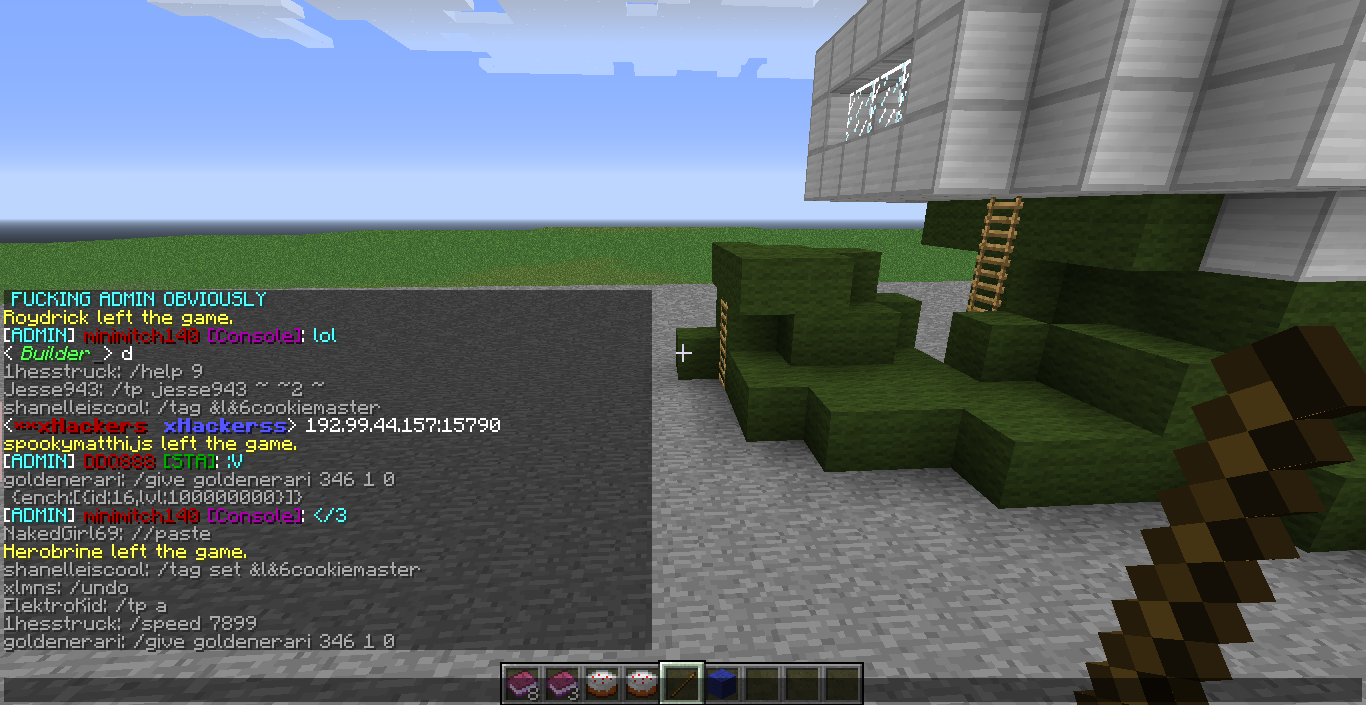 FUCKING ADMIN OBVIOUSLY
Roydrick left the game.
[ADMIN] minimitch140 [Console]: lol
< Builder _> d
1hesstruck: /help 9
Jesse943: /tp jesse943 ~ ~2 ~
shanelleiscool: /tag &l&6cookiemaster
<**xHackers xHackerss> 192.99.44.157:15790
spookymatthijs left the game.
[ADMIN] DDO888 [STA]: :V
goldenerari: /give goldenerari 346 1 0
{ench:[{id:16,lvl:100000000}]}
[ADMIN] minimitch140 [Console]: </3
NakedGirl69: //paste
Herobrine left the game.
shanelleiscool: /tag set &l&6cookiemaster
xlmns: /undo
ElektroKid: /tp a
1hesstruck: /speed 7899
goldenerari: /give goldenerari 346 1 0
8 3